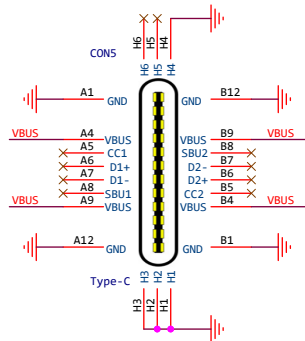 H6 H5 H4
CON5
H6 H5 H4
A1 GND GND B12
VBUS A4 VBUS VBUS B9 VBUS
A5 CC1 SBU2 B8
A6 D1+ D2- B7
A7 D1- D2+ B6
A8 SBU1 CC2 B5
VBUS A9 VBUS VBUS B4 VBUS
A12 GND GND B1
Type-C
H3 H2 H1
H3 H2 H1